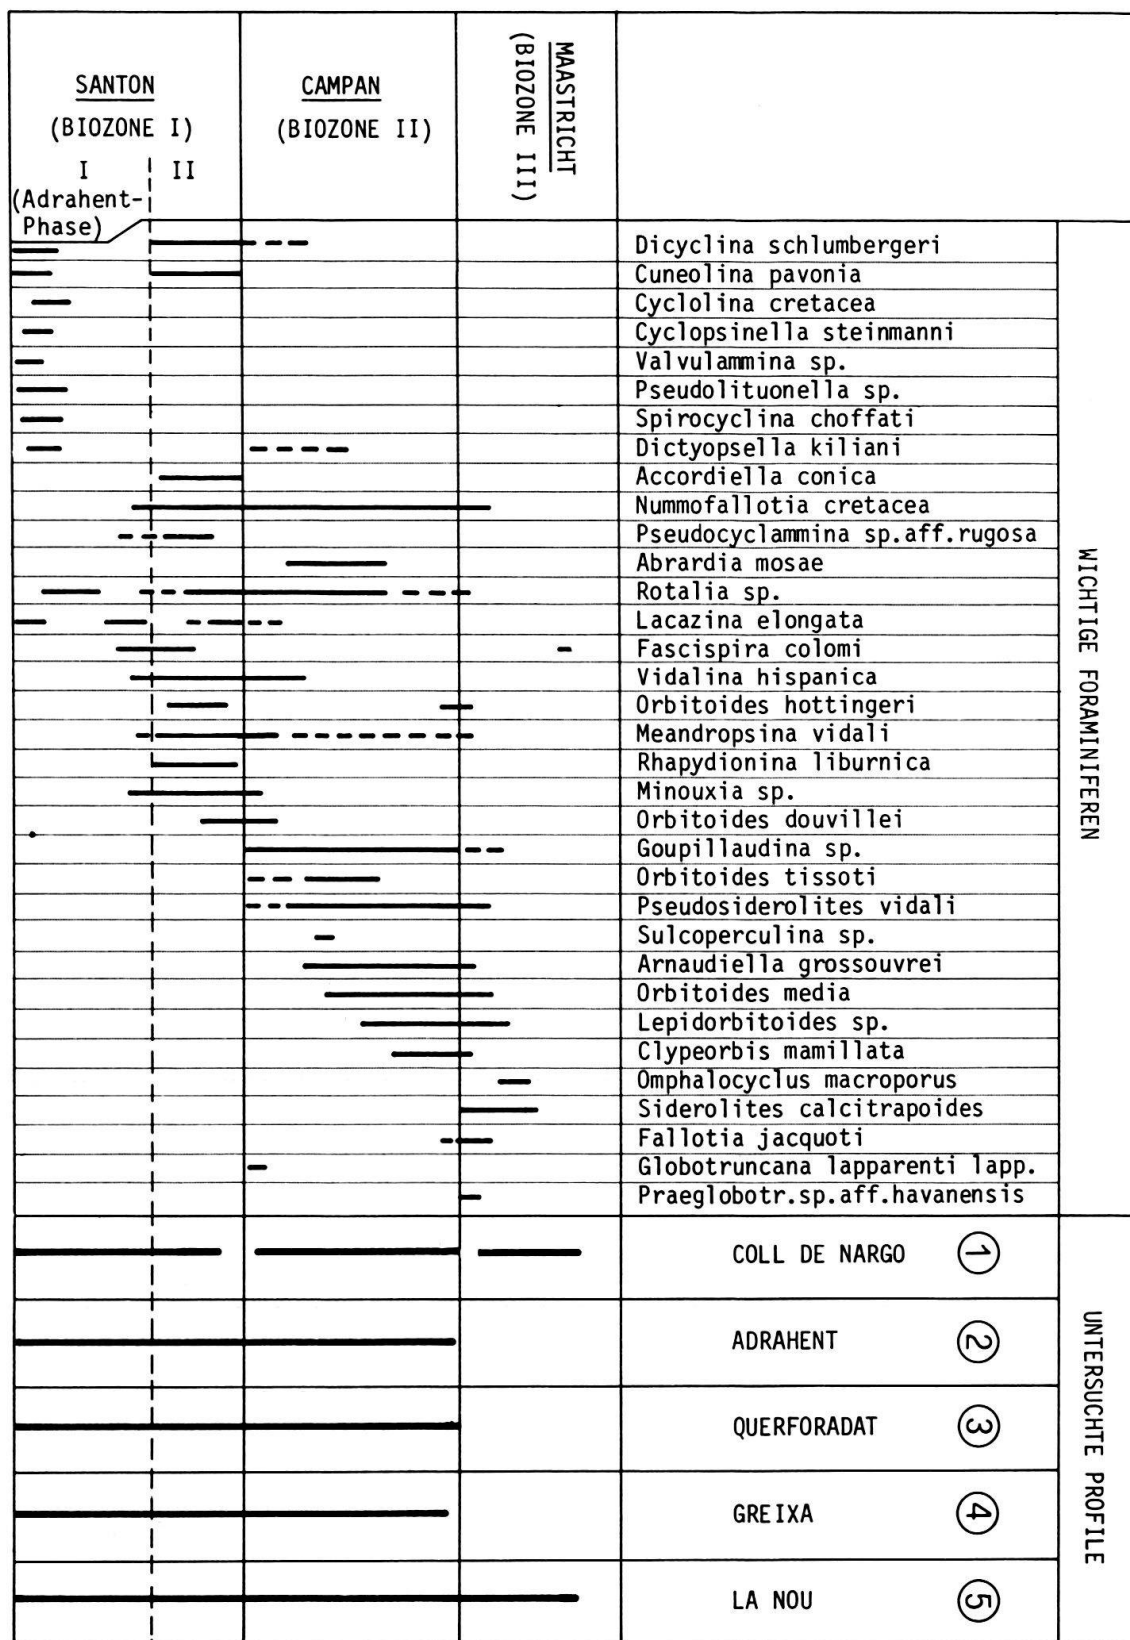 SANTON
(BIOZONE I)
I II
(Adrahent-
Phase)
CAMPAN
(BIOZONE II)
MAASTRICHT
(BIOZONE III)
Dicyclina schlumbergeri
Cuneolina pavonia
Cyclolina cretacea
Cyclopsinella steinmanni
Valvulammina sp.
Pseudolituonella sp.
Spirocyclina choffati
Dictyopsella kiliani
Accordiella conica
Nummofallotia cretacea
Pseudocyclammina sp.aff.rugosa
Abrardia mosae
Rotalia sp.
Lacazina elongata
Fascispira colomi
Vidalina hispanica
Orbitoides hottingeri
Meandropsina vidali
Rhapydionina liburnica
Minouxia sp.
Orbitoides douvillei
Goupillaudina sp.
Orbitoides tissoti
Pseudosiderolites vidali
Sulcoperculina sp.
Arnaudiella grossouvrei
Orbitoides media
Lepidorbitoides sp.
Clypeorbis mamillata
Omphalocyclus macroporus
Siderolites calcitrapoides
Fallotia jacquoti
Globotruncana lapparenti lapp.
Praeglobotr.sp.aff.havanensis
WICHTIGE FORAMINIFEREN
COLL DE NARGO 1
ADRAHENT 2
QUERFORADAT 3
GREIXA 4
LA NOU 5
UNTERSUCHTE PROFILE